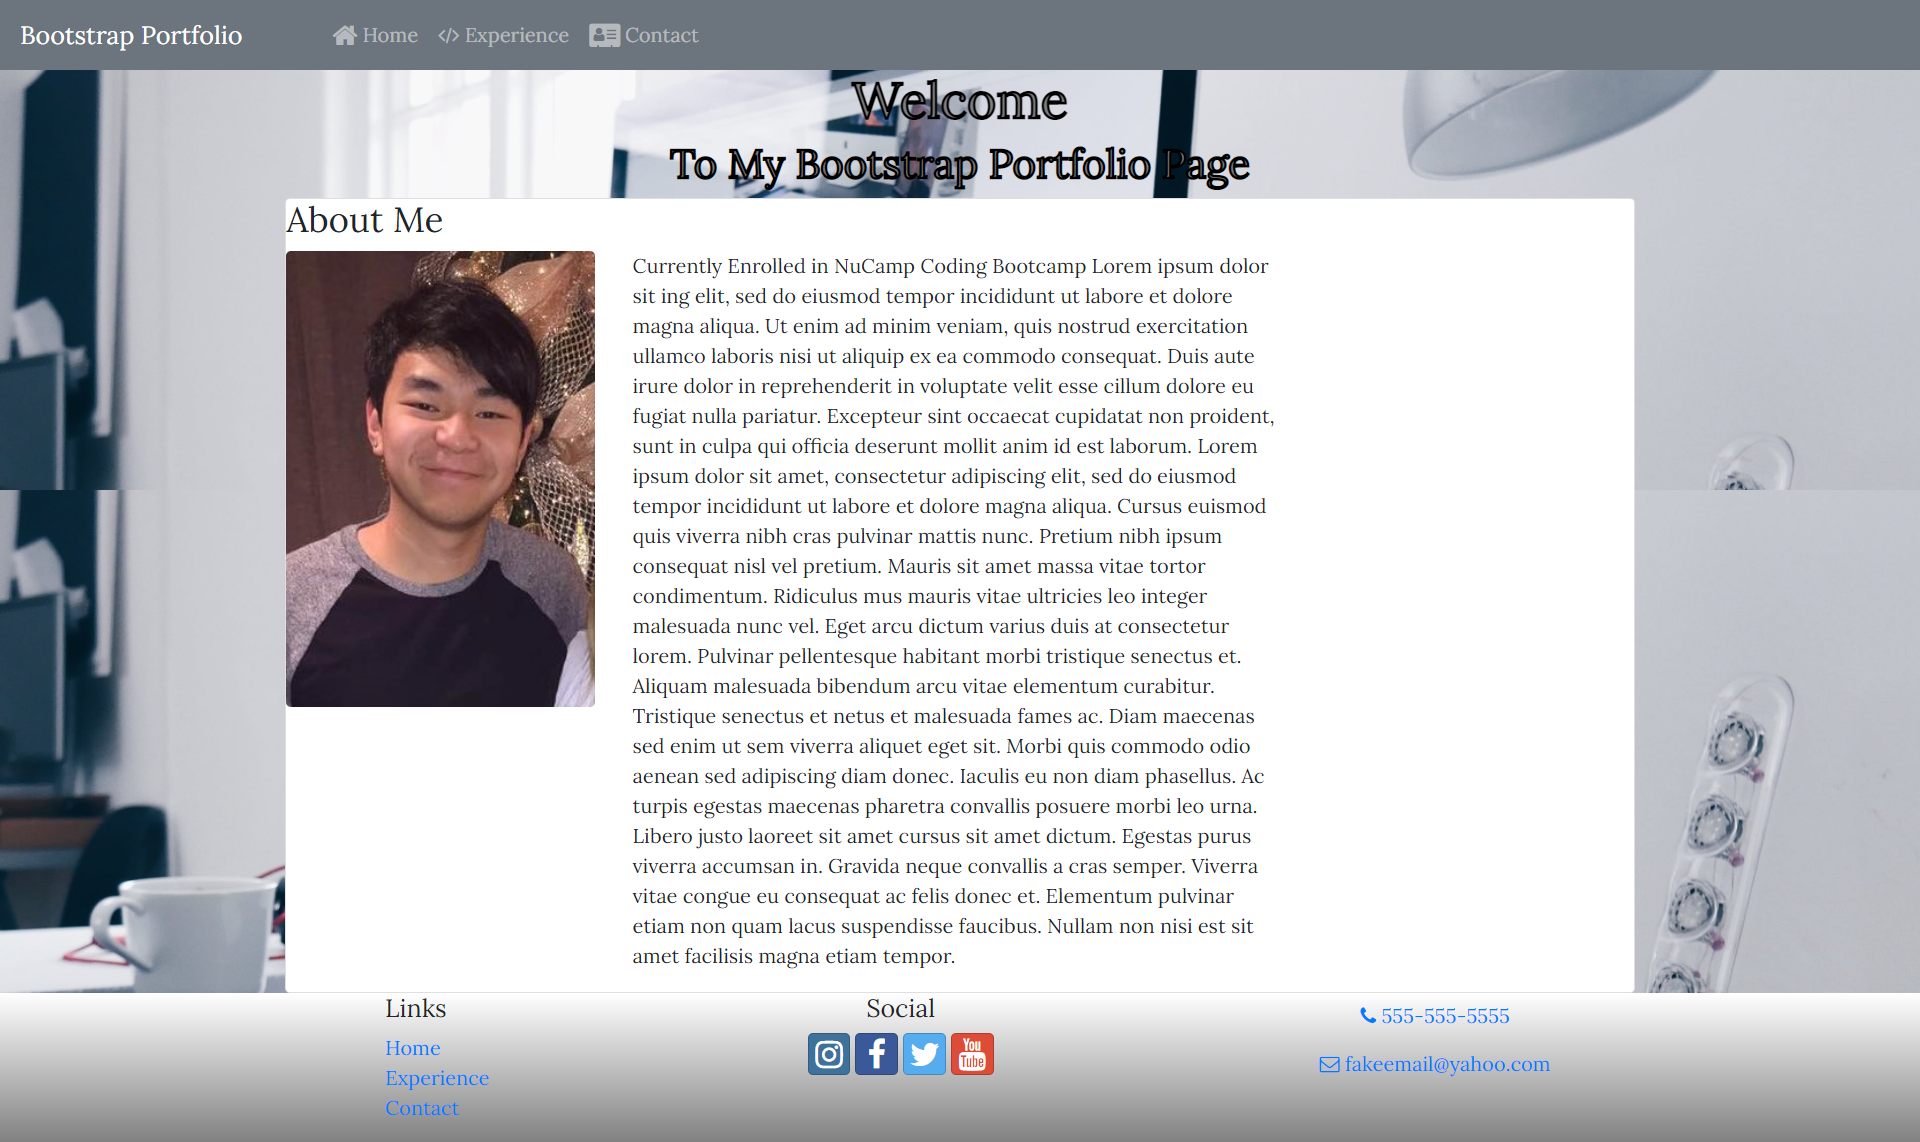 Bootstrap Portfolio
Home
Experience
Contact
Welcome
To My Bootstrap Portfolio Page
About Me
Currently Enrolled in NuCamp Coding Bootcamp Lorem ipsum dolor
sit ing elit, sed do eiusmod tempor incididunt ut labore et dolore
magna aliqua. Ut enim ad minim veniam, quis nostrud exercitation
ullamco laboris nisi ut aliquip ex ea commodo consequat. Duis aute
irure dolor in reprehenderit in voluptate velit esse cillum dolore eu
fugiat nulla pariatur. Excepteur sint occaecat cupidatat non proident,
sunt in culpa qui officia deserunt mollit anim id est laborum. Lorem
ipsum dolor sit amet, consectetur adipiscing elit, sed do eiusmod
tempor incididunt ut labore et dolore magna aliqua. Cursus euismod
quis viverra nibh cras pulvinar mattis nunc. Pretium nibh ipsum
consequat nisl vel pretium. Mauris sit amet massa vitae tortor
condimentum. Ridiculus mus mauris vitae ultricies leo integer
malesuada nunc vel. Eget arcu dictum varius duis at consectetur
lorem. Pulvinar pellentesque habitant morbi tristique senectus et.
Aliquam malesuada bibendum arcu vitae elementum curabitur.
Tristique senectus et netus et malesuada fames ac. Diam maecenas
sed enim ut sem viverra aliquet eget sit. Morbi quis commodo odio
aenean sed adipiscing diam donec. Iaculis eu non diam phasellus. Ac
turpis egestas maecenas pharetra convallis posuere morbi leo urna.
Libero justo laoreet sit amet cursus sit amet dictum. Egestas purus
viverra accumsan in. Gravida neque convallis a cras semper. Viverra
vitae congue eu consequat ac felis donec et. Elementum pulvinar
etiam non quam lacus suspendisse faucibus. Nullam non nisi est sit
amet facilisis magna etiam tempor.
Links
Home
Experience
Contact
Social
You
Tube
555-555-5555
fakeemail@yahoo.com